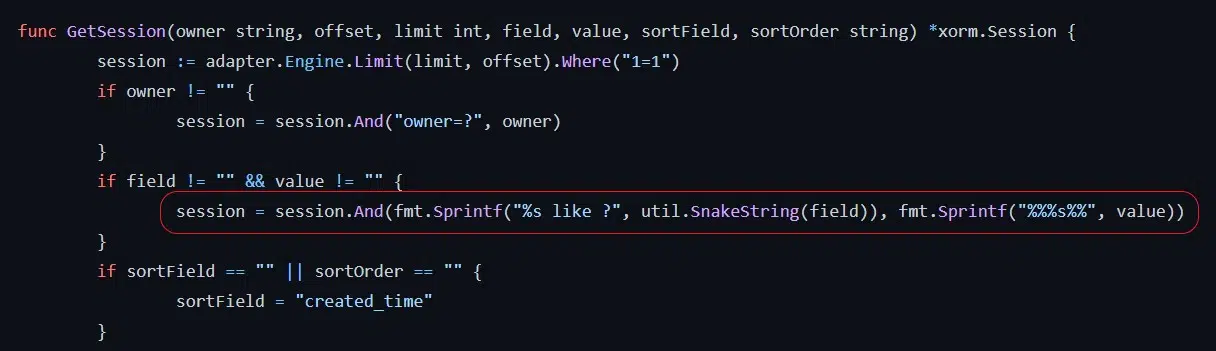 func GetSession(owner string, offset, limit int, field, value, sortField, sortOrder string) *xorm.Session {
        session := adapter.Engine.Limit(limit, offset).Where("1=1")
        if owner != "" {
                session = session.And("owner=?", owner)
        }
        if field != "" && value != "" {
                session = session.And(fmt.Sprintf("%s like ?", util.SnakeString(field)), fmt.Sprintf("%%%s%%", value))
        }
        if sortField == "" || sortOrder == "" {
                sortField = "created_time"
        }